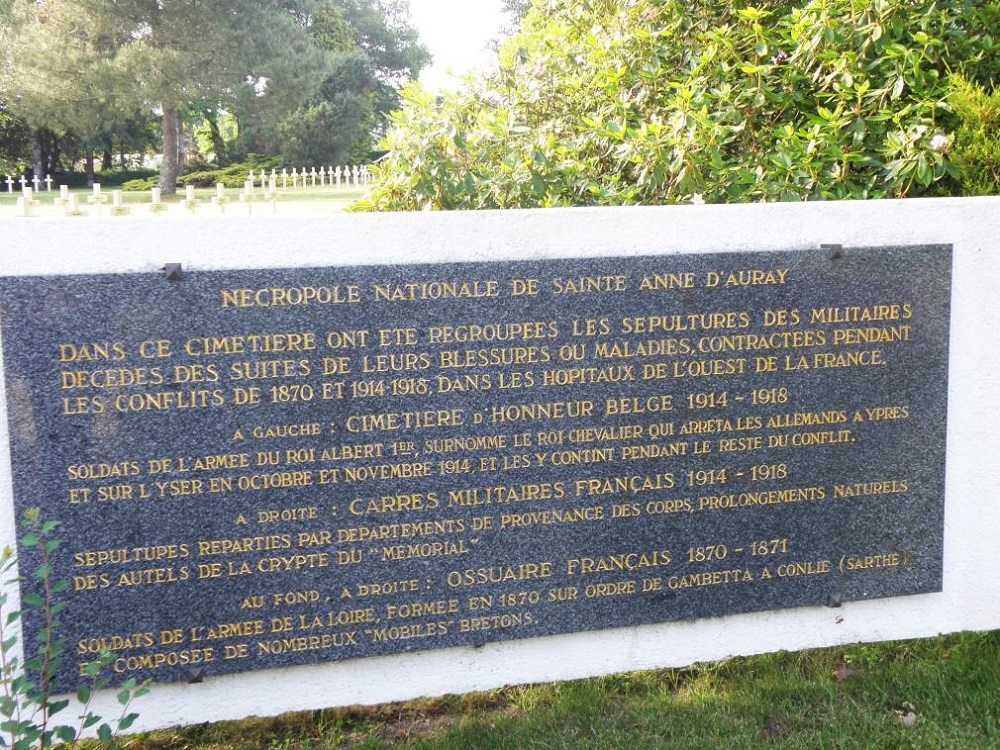 NECROPOLE NATIONALE DE SAINTE ANNE D'AURAY
DANS CE CIMETIERE ONT ETE REGROUPEES LES SEPULTURES DES MILITAIRES
DECEDES DES SUITES DE LEURS BLESSURES OU MALADIES, CONTRACTEES PENDANT
LES CONFLITS DE 1870 ET 1914-1918, DANS LES HOPITAUX DE L'OUEST DE LA FRANCE.
A GAUCHE : CIMETIERE D'HONNEUR BELGE 1914 - 1918
SOLDATS DE L'ARMEE DU ROI ALBERT 1ER, SURNOMME LE ROI CHEVALIER QUI ARRETA LES ALLEMANDS A YPRES
ET SUR L YSER EN OCTOBRE ET NOVEMBRE 1914, ET LES Y CONTINT PENDANT LE RESTE DU CONFLIT.
A DROITE : CARRES MILITAIRES FRANÇAIS 1914 - 1918
SEPULTUPES REPARTIES PAR DEPARTEMENTS DE PROVENANCE DES CORPS, PROLONGEMENTS NATURELS
DES AUTELS DE LA CRYPTE DU "MEMORIAL"
AU FOND, A DROITE : OSSUAIRE FRANÇAIS 1870 - 1871
SOLDATS DE L'ARMEE DE LA LOIRE, FORMEE EN 1870 SUR ORDRE DE GAMBETTA A CONLIE (SARTHE)
ET COMPOSEE DE NOMBREUX "MOBILES" BRETONS.